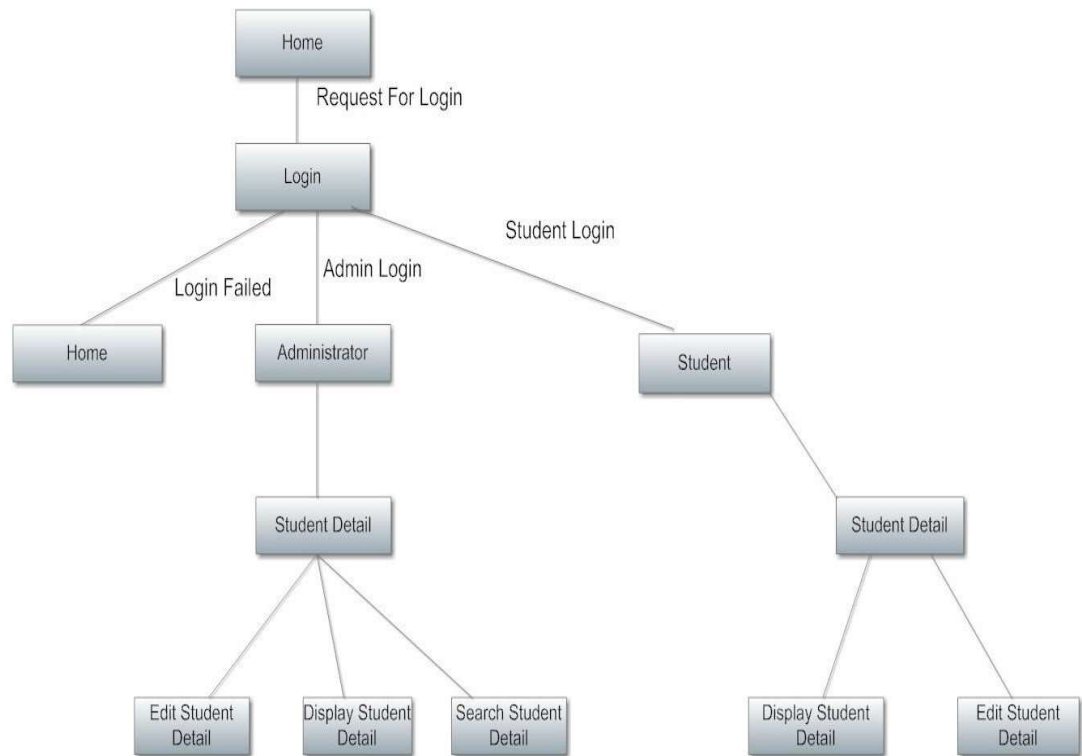 Home
Request For Login
Login
Student Login
Admin Login
Login Failed
Home
Administrator
Student
Student Detail
Student Detail
Edit Student
Detail
Display Student
Detail
Search Student
Detail
Display Student
Detail
Edit Student
Detail